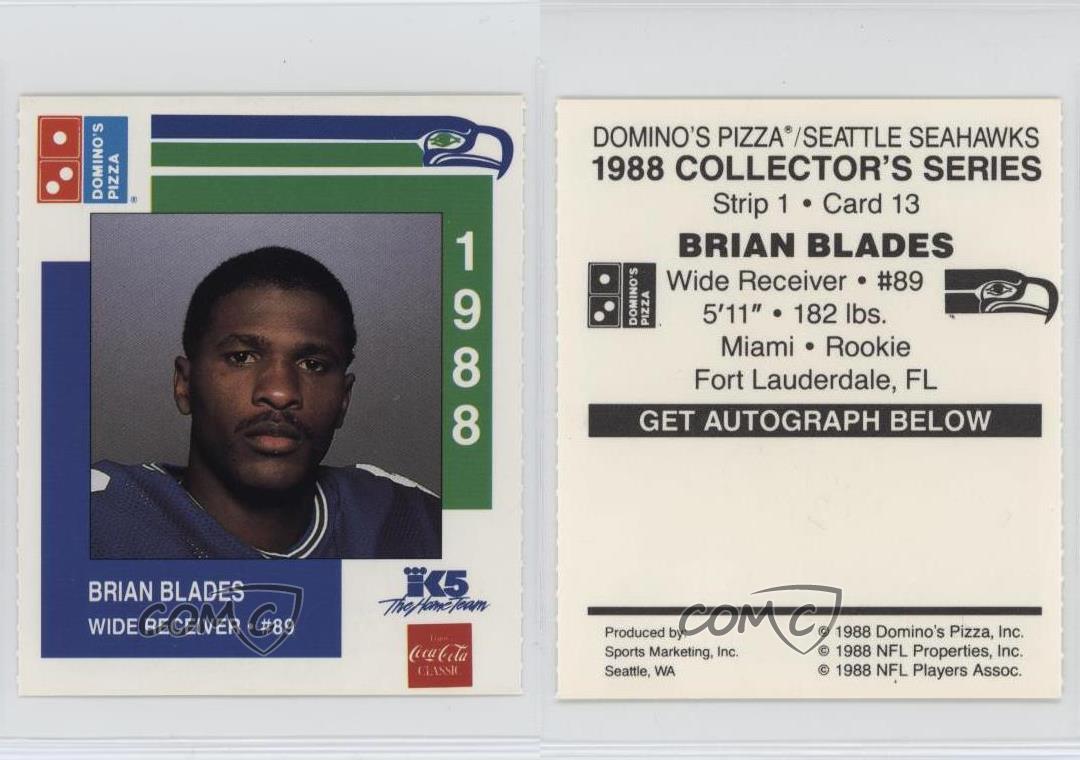 DOMINO'S
PIZZA®
1
9
8
8
BRIAN BLADES
WIDE RECEIVER • #89
K5
The Home Team
Enjoy
Coca-Cola
CLASSIC
COMC
DOMINO'S PIZZA®/SEATTLE SEAHAWKS
1988 COLLECTOR'S SERIES
Strip 1 • Card 13
BRIAN BLADES
DOMINO'S
PIZZA
Wide Receiver • #89
5'11" • 182 lbs.
Miami • Rookie
Fort Lauderdale, FL
GET AUTOGRAPH BELOW
COMC
Produced by:
Sports Marketing, Inc.
Seattle, WA
© 1988 Domino's Pizza, Inc.
© 1988 NFL Properties, Inc.
© 1988 NFL Players Assoc.